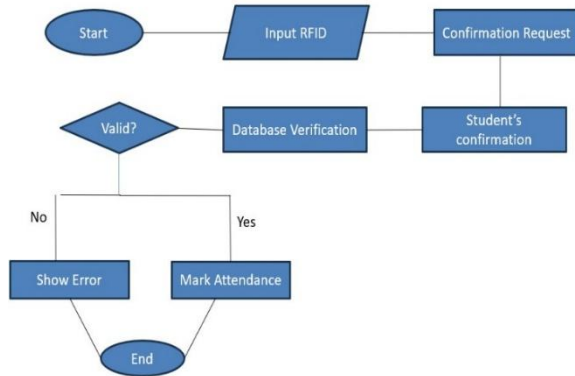 Start
Input RFID
Confirmation Request
Student's
confirmation
Database Verification
Valid?
No
Yes
Show Error
Mark Attendance
End